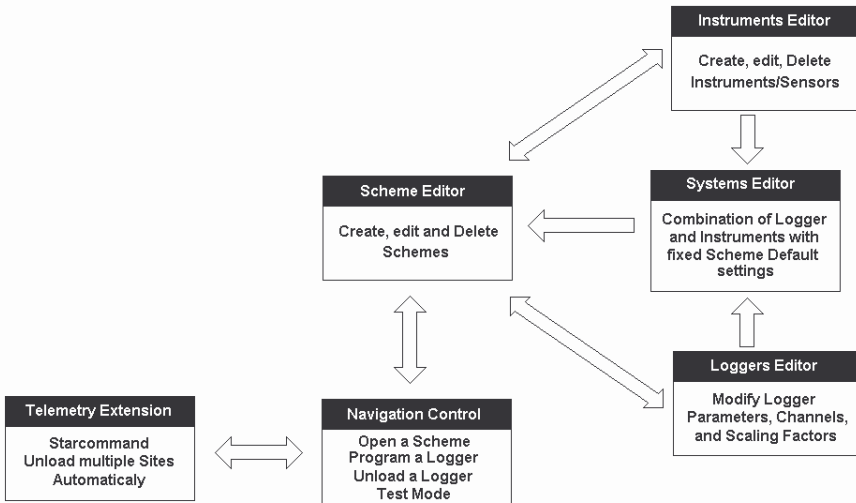 Instruments Editor
Create, edit, Delete
Instruments/Sensors
Scheme Editor
Create, edit and Delete
Schemes
Systems Editor
Combination of Logger
and Instruments with
fixed Scheme Default
settings
Loggers Editor
Modify Logger
Parameters, Channels,
and Scaling Factors
Telemetry Extension
Starcommand
Unload multiple Sites
Automaticaly
Navigation Control
Open a Scheme
Program a Logger
Unload a Logger
Test Mode